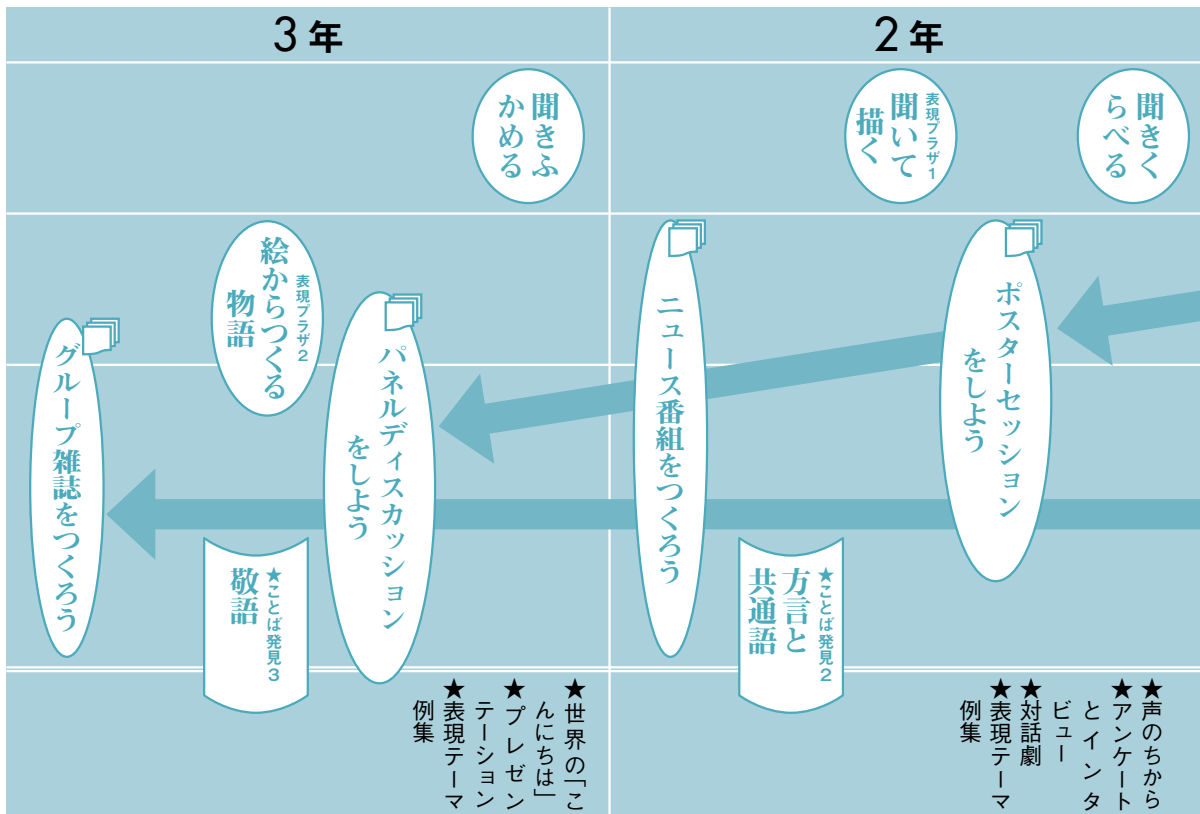 2年
聞きく
らべる
表現プラザ1
聞いて
描く
ポスターセッション
をしよう
ニュース番組をつくろう
★ことば発見2
方言と
共通語
★声のちから
★アンケート
とインタ
ビュー
★対話劇
★表現テーマ
例集
3年
聞きふ
かめる
パネルディスカッション
をしよう
表現プラザ2
絵からつくる
物語
グループ雑誌をつくろう
★ことば発見3
敬語
★世界の「こ
んにちは」
★プレゼン
テーション
★表現テーマ
例集